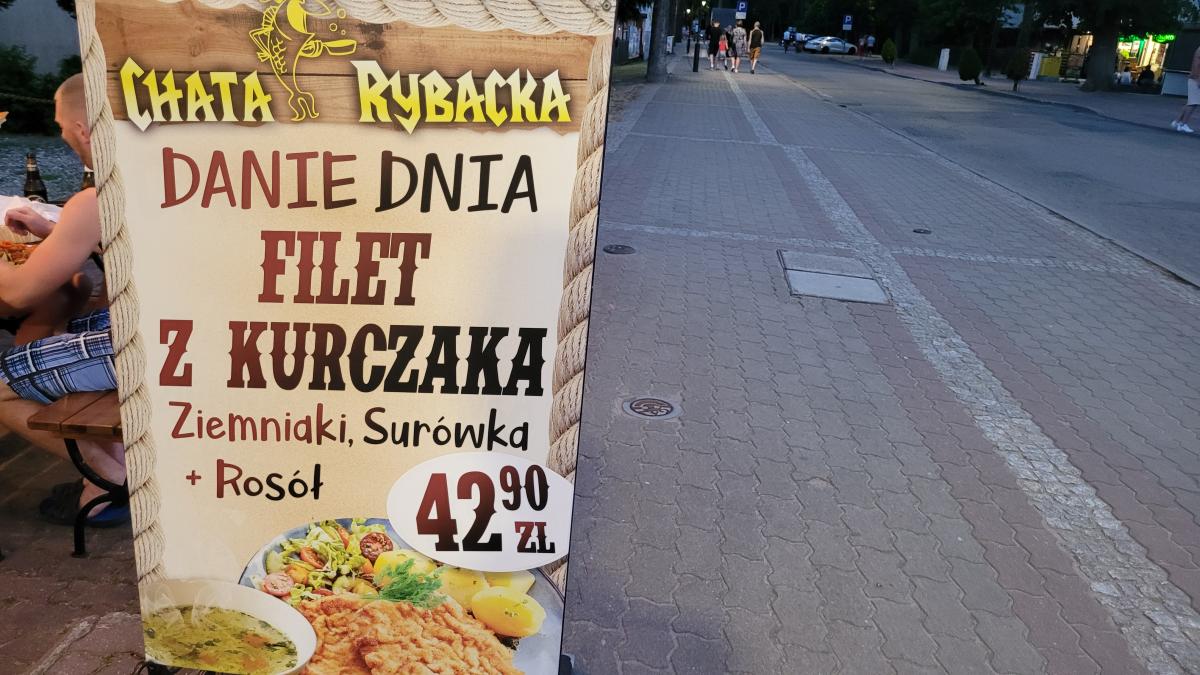 CHATA RYBACKA
DANIE DNIA
FILET
Z KURCZAKA
Ziemniaki, Surówka
+ Rosół
42 90
ZŁ
P
P